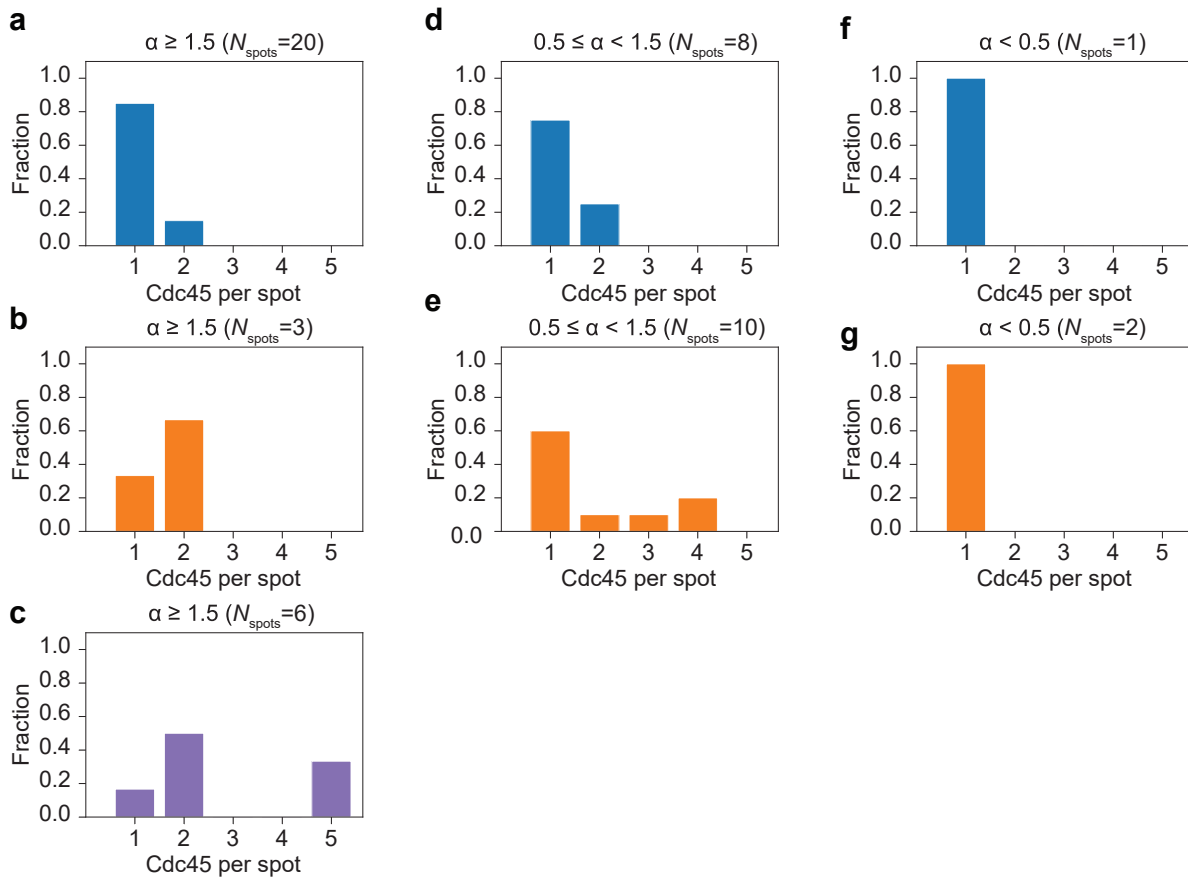 a
α ≥ 1.5 (Nspots=20)
1.0
0.8
0.6
0.4
0.2
0.0
Fraction
1 2 3 4 5
Cdc45 per spot
b
α ≥ 1.5 (Nspots=3)
1.0
0.8
0.6
0.4
0.2
0.0
Fraction
1 2 3 4 5
Cdc45 per spot
c
α ≥ 1.5 (Nspots=6)
1.0
0.8
0.6
0.4
0.2
0.0
Fraction
1 2 3 4 5
Cdc45 per spot
d
0.5 ≤ α < 1.5 (Nspots=8)
1.0
0.8
0.6
0.4
0.2
0.0
Fraction
1 2 3 4 5
Cdc45 per spot
e
0.5 ≤ α < 1.5 (Nspots=10)
1.0
0.8
0.6
0.4
0.2
0.0
Fraction
1 2 3 4 5
Cdc45 per spot
f
α < 0.5 (Nspots=1)
1.0
0.8
0.6
0.4
0.2
0.0
Fraction
1 2 3 4 5
Cdc45 per spot
g
α < 0.5 (Nspots=2)
1.0
0.8
0.6
0.4
0.2
0.0
Fraction
1 2 3 4 5
Cdc45 per spot